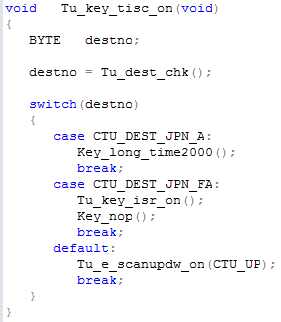 void   Tu_key_tisc_on(void)
{
   BYTE   destno;
   destno = Tu_dest_chk();
   switch(destno)
   {
      case CTU_DEST_JPN_A:
         Key_long_time2000();
         break;
      case CTU_DEST_JPN_FA:
         Tu_key_isr_on();
         Key_nop();
         break;
      default:
         Tu_e_scanupdw_on(CTU_UP);
         break;
   }
}